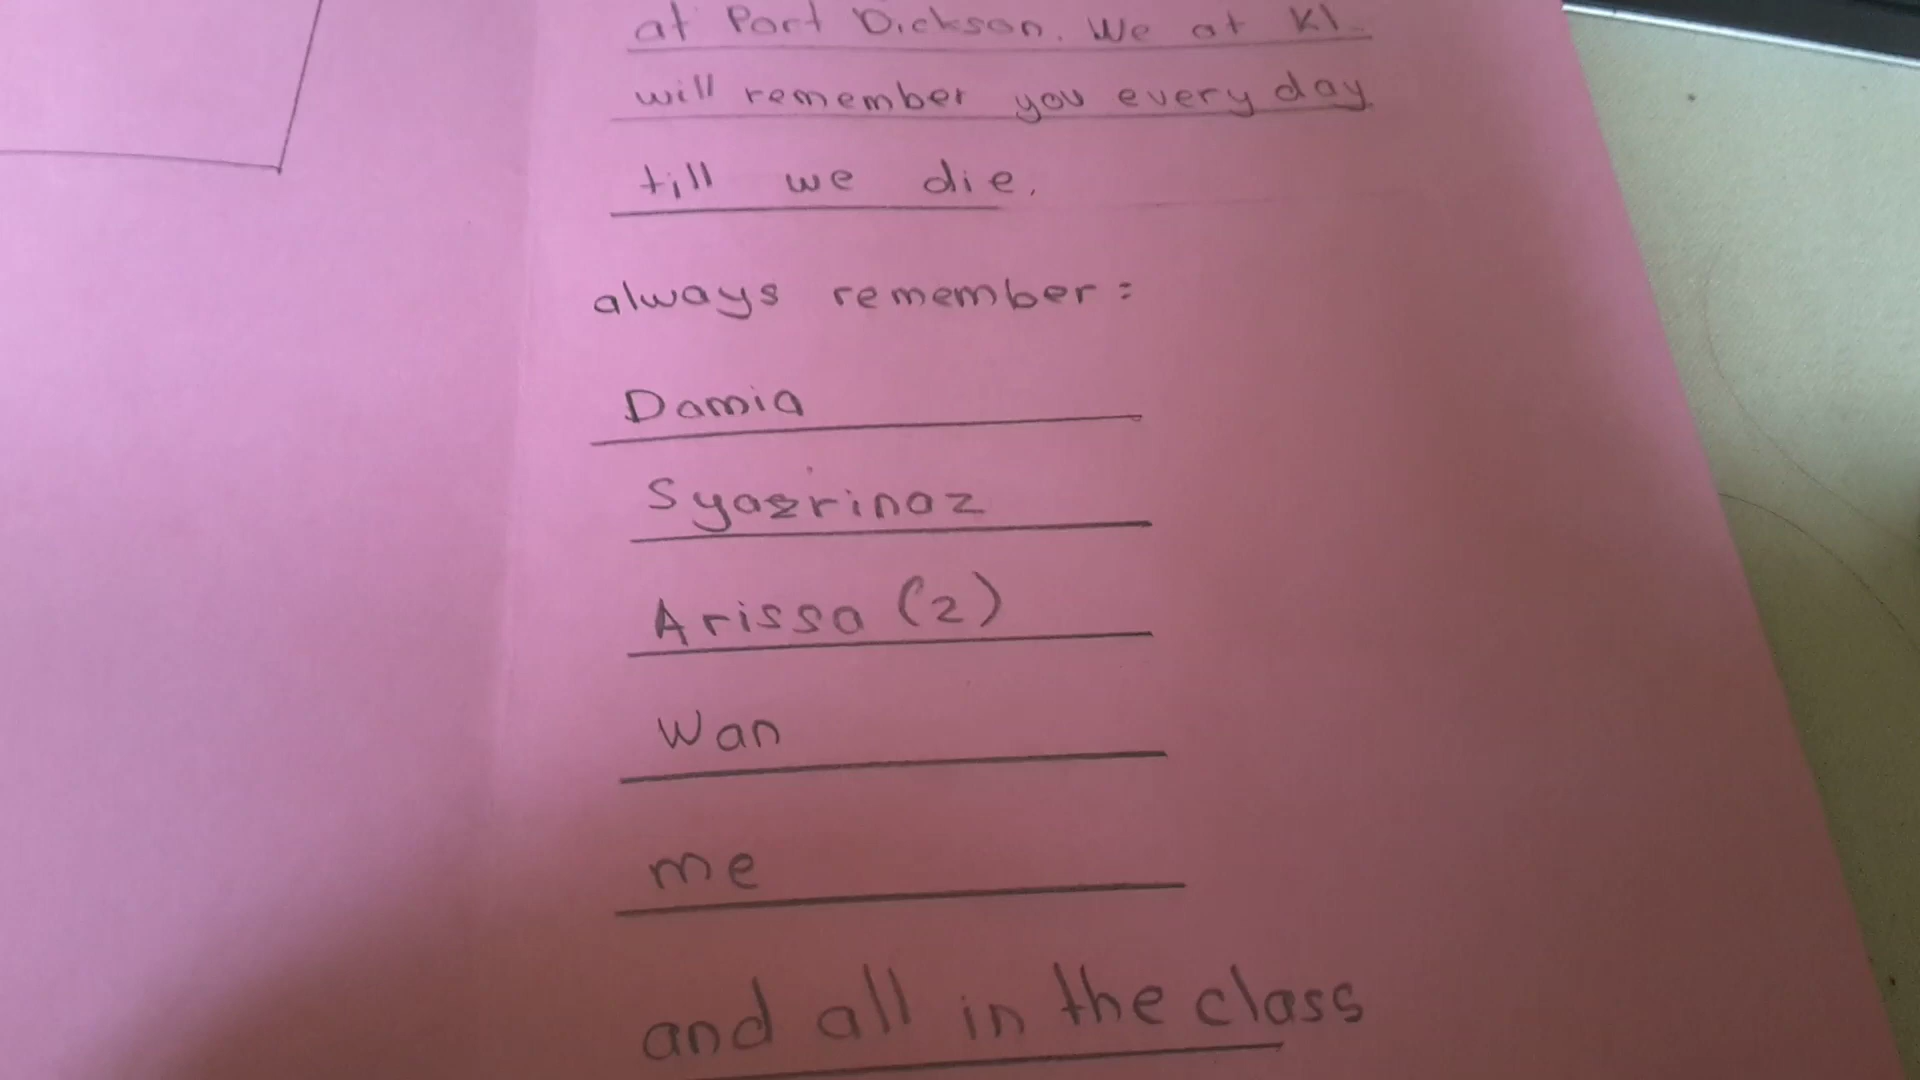 at Port Dickson. We at Kl
will remember you every day
till we die.
always remember:
Damia
Syazrinaz
Arissa (2)
Wan
me
and all in the class